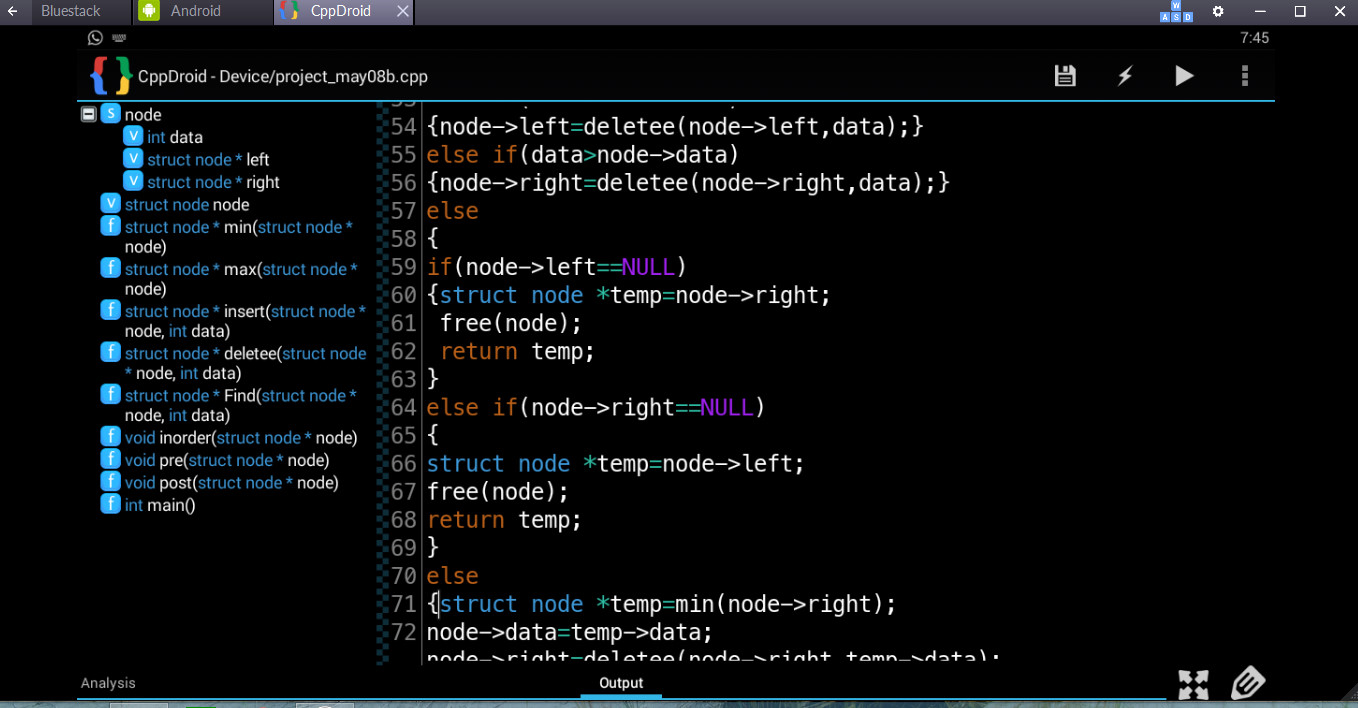 Bluestack
Android
CppDroid
W
A S D
7:45
CppDroid - Device/project_may08b.cpp
S node
V int data
V struct node * left
V struct node * right
V struct node node
f struct node * min(struct node *
node)
f struct node * max(struct node *
node)
f struct node * insert(struct node *
node, int data)
f struct node * deletee(struct node
* node, int data)
f struct node * Find(struct node *
node, int data)
f void inorder(struct node * node)
f void pre(struct node * node)
f void post(struct node * node)
f int main()
54 {node->left=deletee(node->left,data);}
55 else if(data>node->data)
56 {node->right=deletee(node->right,data);}
57 else
58 {
59 if(node->left==NULL)
60 {struct node *temp=node->right;
61 free(node);
62 return temp;
63 }
64 else if(node->right==NULL)
65 {
66 struct node *temp=node->left;
67 free(node);
68 return temp;
69 }
70 else
71 {struct node *temp=min(node->right);
72 node->data=temp->data;
node->right=deletee(node->right,temp->data);
Analysis
Output